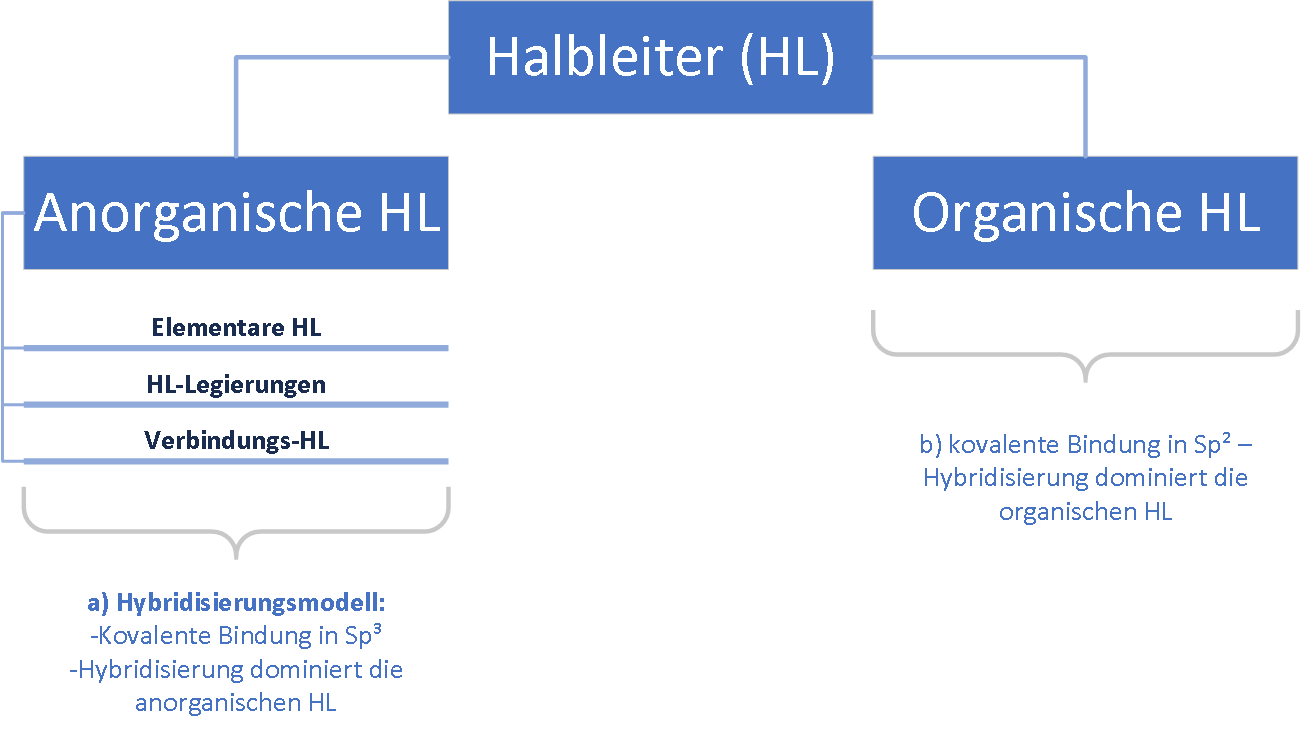 Halbleiter (HL)
Anorganische HL
Organische HL
Elementare HL
HL-Legierungen
Verbindungs-HL
a) Hybridisierungsmodell:
-Kovalente Bindung in Sp³
-Hybridisierung dominiert die
anorganischen HL
b) kovalente Bindung in Sp² –
Hybridisierung dominiert die
organischen HL